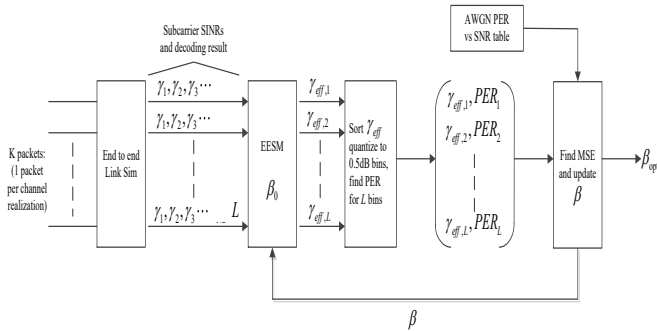 Subcarrier SINRs
and decoding result
AWGN PER
vs SNR table
K packets:
(1
packet
per channel
realization)
End to end
Link Sim
γ₁,γ₂,γ₃...
γ₁,γ₂,γ₃...
γ₁,γ₂,γ₃... L
EESM
β₀
γeff,1
γeff,2
γeff,L
Sort γeff
quantize to
0.5dB bins,
find PER
for L bins
γeff,1, PER₁
γeff,2, PER₂
γeff,L, PERL
Find MSE
and update
β
βopt
β